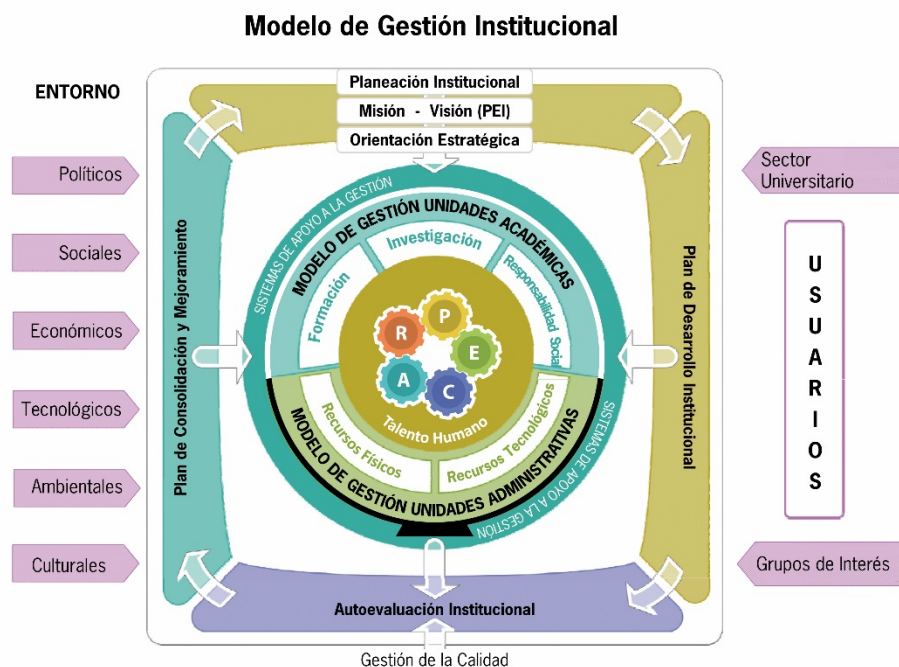 Modelo de Gestión Institucional
ENTORNO
Políticos
Sociales
Económicos
Tecnológicos
Ambientales
Culturales
Planeación Institucional
Misión - Visión (PEI)
Orientación Estratégica
Plan de Consolidación y Mejoramiento
SISTEMAS DE APOYO A LA GESTIÓN
MODELO DE GESTIÓN UNIDADES ACADÉMICAS
Formación
Investigación
Responsabilidad Social
R
P
E
A
C
Talento Humano
Recursos Físicos
Recursos Tecnológicos
MODELO DE GESTIÓN UNIDADES ADMINISTRATIVAS
SISTEMAS DE APOYO A LA GESTIÓN
Plan de Desarrollo Institucional
Autoevaluación Institucional
Gestión de la Calidad
Sector
Universitario
USUARIOS
Grupos de Interés